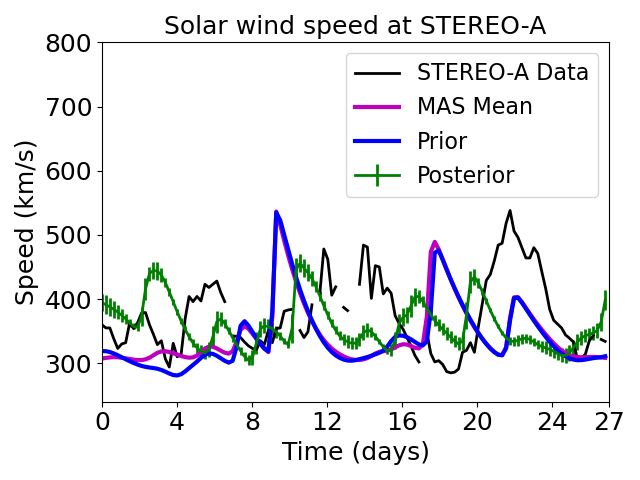 Solar wind speed at STEREO-A
800
700
600
500
400
300
Speed (km/s)
STEREO-A Data
MAS Mean
Prior
Posterior
0 4 8 12 16 20 24 27
Time (days)